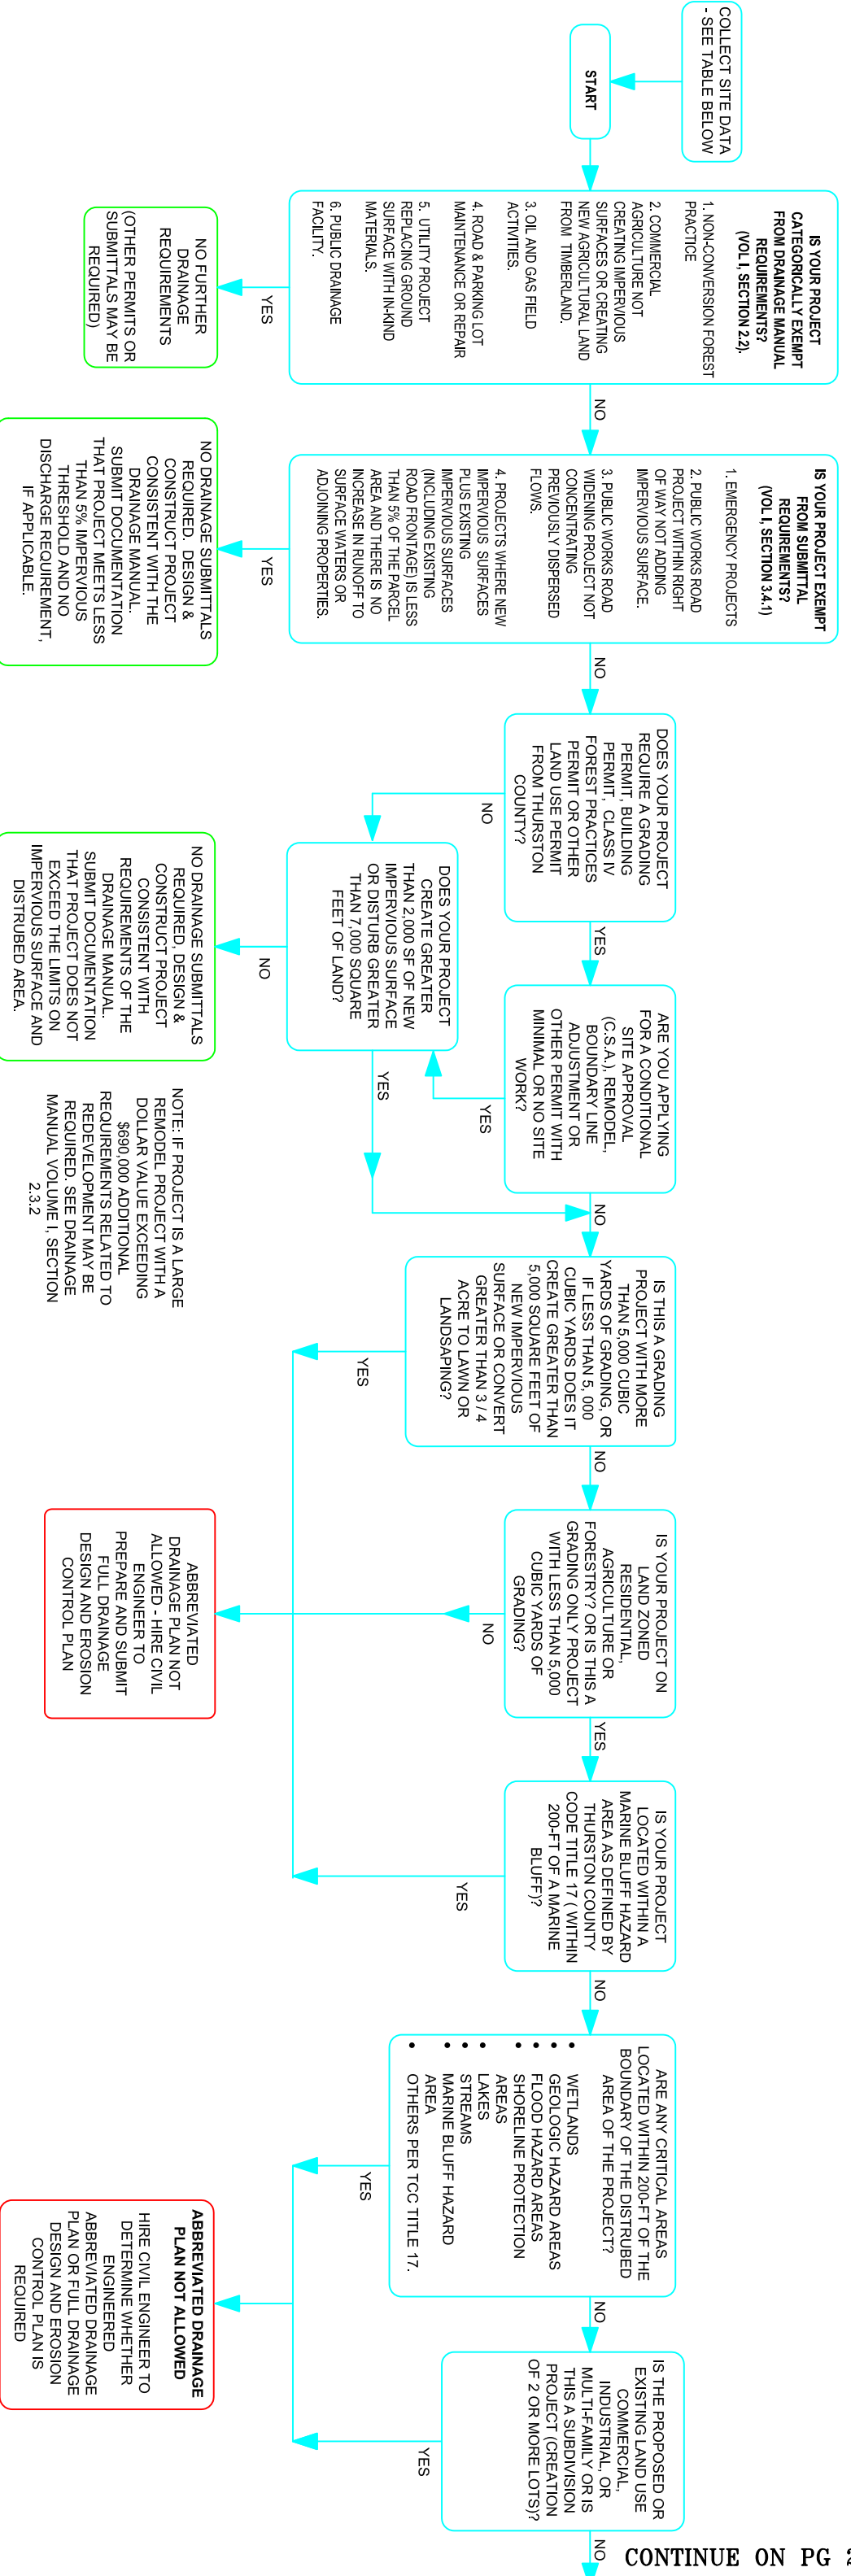 COLLECT SITE DATA
- SEE TABLE BELOW
START
IS YOUR PROJECT
CATEGORICALLY EXEMPT
FROM DRAINAGE MANUAL
REQUIREMENTS?
(VOL I, SECTION 2.2).
1. NON-CONVERSION FOREST
PRACTICE
2. COMMERCIAL
AGRICULTURE NOT
CREATING IMPERVIOUS
SURFACES OR CREATING
NEW AGRICULTURAL LAND
FROM TIMBERLAND.
3. OIL AND GAS FIELD
ACTIVITIES.
4. ROAD & PARKING LOT
MAINTENANCE OR REPAIR
5. UTILITY PROJECT
REPLACING GROUND
SURFACE WITH IN-KIND
MATERIALS.
6. PUBLIC DRAINAGE
FACILITY.
YES
NO FURTHER
DRAINAGE
REQUIREMENTS
(OTHER PERMITS OR
SUBMITTALS MAY BE
REQUIRED)
NO
IS YOUR PROJECT EXEMPT
FROM SUBMITTAL
REQUIREMENTS?
(VOL I, SECTION 3.4.1)
1. EMERGENCY PROJECTS
2. PUBLIC WORKS ROAD
PROJECT WITHIN RIGHT
OF WAY NOT ADDING
IMPERVIOUS SURFACE.
3. PUBLIC WORKS ROAD
WIDENING PROJECT NOT
CONCENTRATING
PREVIOUSLY DISPERSED
FLOWS.
4. PROJECTS WHERE NEW
IMPERVIOUS SURFACES
PLUS EXISTING
IMPERVIOUS SURFACES
(INCLUDING EXISTING
ROAD FRONTAGE) IS LESS
THAN 5% OF THE PARCEL
AREA AND THERE IS NO
INCREASE IN RUNOFF TO
SURFACE WATERS OR
ADJOINING PROPERTIES.
YES
NO DRAINAGE SUBMITTALS
REQUIRED. DESIGN &
CONSTRUCT PROJECT
CONSISTENT WITH THE
DRAINAGE MANUAL.
SUBMIT DOCUMENTATION
THAT PROJECT MEETS LESS
THAN 5% IMPERVIOUS
THRESHOLD AND NO
DISCHARGE REQUIREMENT,
IF APPLICABLE.
NO
DOES YOUR PROJECT
REQUIRE A GRADING
PERMIT, BUILDING
PERMIT, CLASS IV
FOREST PRACTICES
PERMIT OR OTHER
LAND USE PERMIT
FROM THURSTON
COUNTY?
NO
DOES YOUR PROJECT
CREATE GREATER
THAN 2,000 SF OF NEW
IMPERVIOUS SURFACE
OR DISTURB GREATER
THAN 7,000 SQUARE
FEET OF LAND?
NO
NO DRAINAGE SUBMITTALS
REQUIRED, DESIGN &
CONSTRUCT PROJECT
CONSISTENT WITH
REQUIREMENTS OF THE
DRAINAGE MANUAL.
SUBMIT DOCUMENTATION
THAT PROJECT DOES NOT
EXCEED THE LIMITS ON
IMPERVIOUS SURFACE AND
DISTRUBED AREA.
YES
ARE YOU APPLYING
FOR A CONDITIONAL
SITE APPROVAL
(C.S.A.), REMODEL,
BOUNDARY LINE
ADJUSTMENT OR
OTHER PERMIT WITH
MINIMAL OR NO SITE
WORK?
YES
YES
NOTE: IF PROJECT IS A LARGE
REMODEL PROJECT WITH A
DOLLAR VALUE EXCEEDING
$690,000 ADDITIONAL
REQUIREMENTS RELATED TO
REDEVELOPMENT MAY BE
REQUIRED. SEE DRAINAGE
MANUAL VOLUME I, SECTION
2.3.2
NO
IS THIS A GRADING
PROJECT WITH MORE
THAN 5,000 CUBIC
YARDS OF GRADING, OR
IF LESS THAN 5, 000
CUBIC YARDS DOES IT
CREATE GREATER THAN
5,000 SQUARE FEET OF
NEW IMPERVIOUS
SURFACE OR CONVERT
GREATER THAN 3 / 4
ACRE TO LAWN OR
LANDSAPING?
YES
NO
IS YOUR PROJECT ON
LAND ZONED
RESIDENTIAL,
AGRICULTURE OR
FORESTRY? OR IS THIS A
GRADING ONLY PROJECT
WITH LESS THAN 5,000
CUBIC YARDS OF
GRADING?
NO
ABBREVIATED
DRAINAGE PLAN NOT
ALLOWED - HIRE CIVIL
ENGINEER TO
PREPARE AND SUBMIT
FULL DRAINAGE
DESIGN AND EROSION
CONTROL PLAN
YES
IS YOUR PROJECT
LOCATED WITHIN A
MARINE BLUFF HAZARD
AREA AS DEFINED BY
THURSTON COUNTY
CODE TITLE 17 ( WITHIN
200-FT OF A MARINE
BLUFF)?
YES
NO
ARE ANY CRITICAL AREAS
LOCATED WITHIN 200-FT OF THE
BOUNDARY OF THE DISTRUBED
AREA OF THE PROJECT?
• WETLANDS
• GEOLOGIC HAZARD AREAS
• FLOOD HAZARD AREAS
• SHORELINE PROTECTION
AREAS
• LAKES
• STREAMS
• MARINE BLUFF HAZARD
AREA
• OTHERS PER TCC TITLE 17.
YES
ABBREVIATED DRAINAGE
PLAN NOT ALLOWED
HIRE CIVIL ENGINEER TO
DETERMINE WHETHER
ENGINEERED
ABBREVIATED DRAINAGE
PLAN OR FULL DRAINAGE
DESIGN AND EROSION
CONTROL PLAN IS
REQUIRED
NO
IS THE PROPOSED OR
EXISTING LAND USE
COMMERCIAL,
INDUSTRIAL, OR
MULTI-FAMILY OR IS
THIS A SUBDIVISION
PROJECT (CREATION
OF 2 OR MORE LOTS)?
YES
NO
CONTINUE ON PG